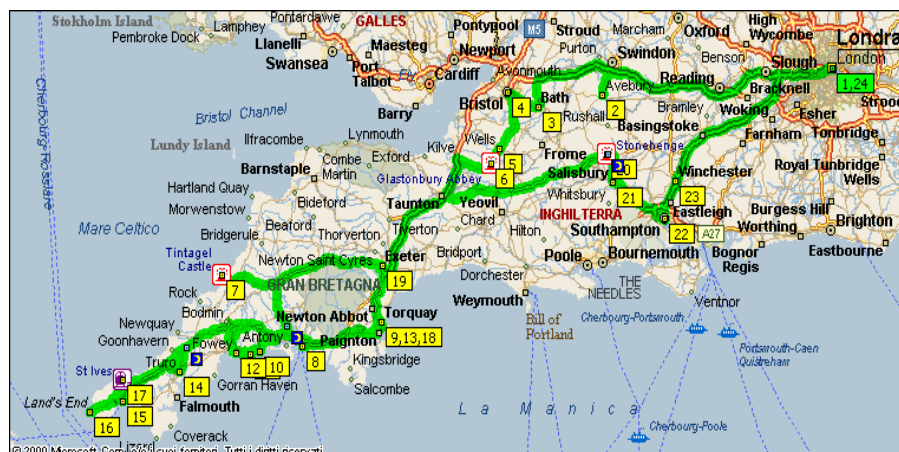 Stokholm Island
Lamphey
Pontardawe
GALLES
Pontypool
M5
Stroud
Marcham
Oxford
High
Wycombe
Pembroke Dock
Llanelli
Maesteg
Newport
Purton
Swindon
Benson
Londra
Swansea
Port
Talbot
Cardiff
Avonmouth
Slough
London
Bristol
Bath
Avebury
Reading
Bracknell
1,24
Barry
4
3
2
Rushall
Bramley
Woking
Esher
Bristol Channel
Basingstoke
Farnham
Tonbridge
Lundy Island
Ilfracombe
Lynmouth
Kilve
Wells
Frome
Stonehenge
Combe
Martin
Exford
Glastonbury Abbey
5
6
Salisbury
20
Winchester
Royal Tunbridge
Wells
Barnstaple
Hartland Quay
Bideford
Taunton
Yeovil
Whitsbury
21
23
Morwenstow
Chard
INGHILTERRA
Eastleigh
Burgess Hill
Mare Celtico
Bridgerule
Beaford
Thorverton
Tiverton
Hilton
Southampton
22
A27
Worthing
Brighton
Tintagel
Castle
Newton Saint Cyres
Exeter
Bridport
Poole
Bournemouth
Bognor
Regis
Eastbourne
7
GRAN BRETAGNA
19
Dorchester
THE
NEEDLES
Rock
Weymouth
Ventnor
Bodmin
Newton Abbot
Torquay
Bill of
Portland
Cherbourg-Portsmouth
Newquay
Goonhavern
Fowey
Antony
Paignton
9,13,18
Portsmouth-Caen
Quistreham
Truro
12
10
8
Kingsbridge
St Ives
14
Gorran Haven
Salcombe
17
Land's End
15
Falmouth
La Manica
16
Lizard
Coverack
Cherbourg-Poole
Cherbourg-Rosslare